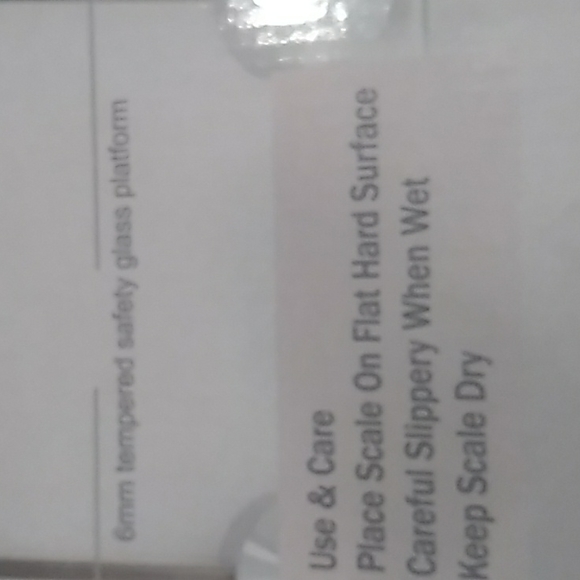 6mm tempered safety glass platform
Use & Care
Place Scale On Flat Hard Surface
Careful Slippery When Wet
Keep Scale Dry